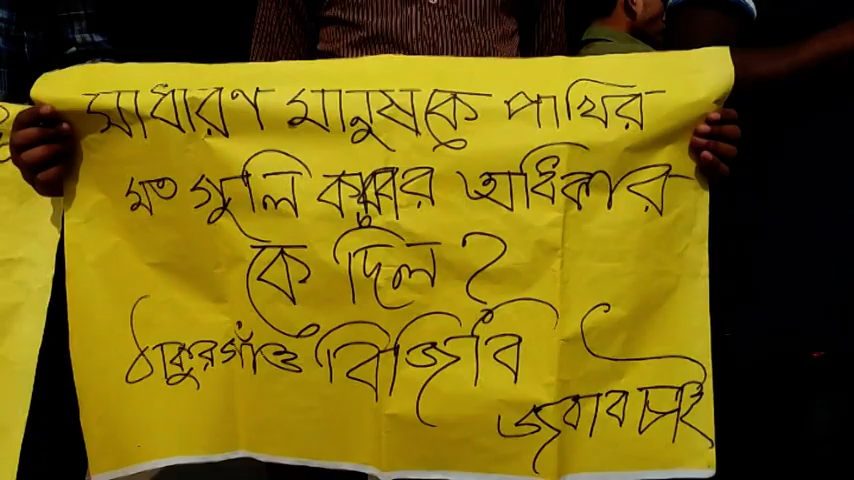 সাধারণ মানুষকে পাখির
মত গুলি করার অধিকার
কে দিল ?
ঠাকুরগাঁও বিজিবি
জবাব চাই